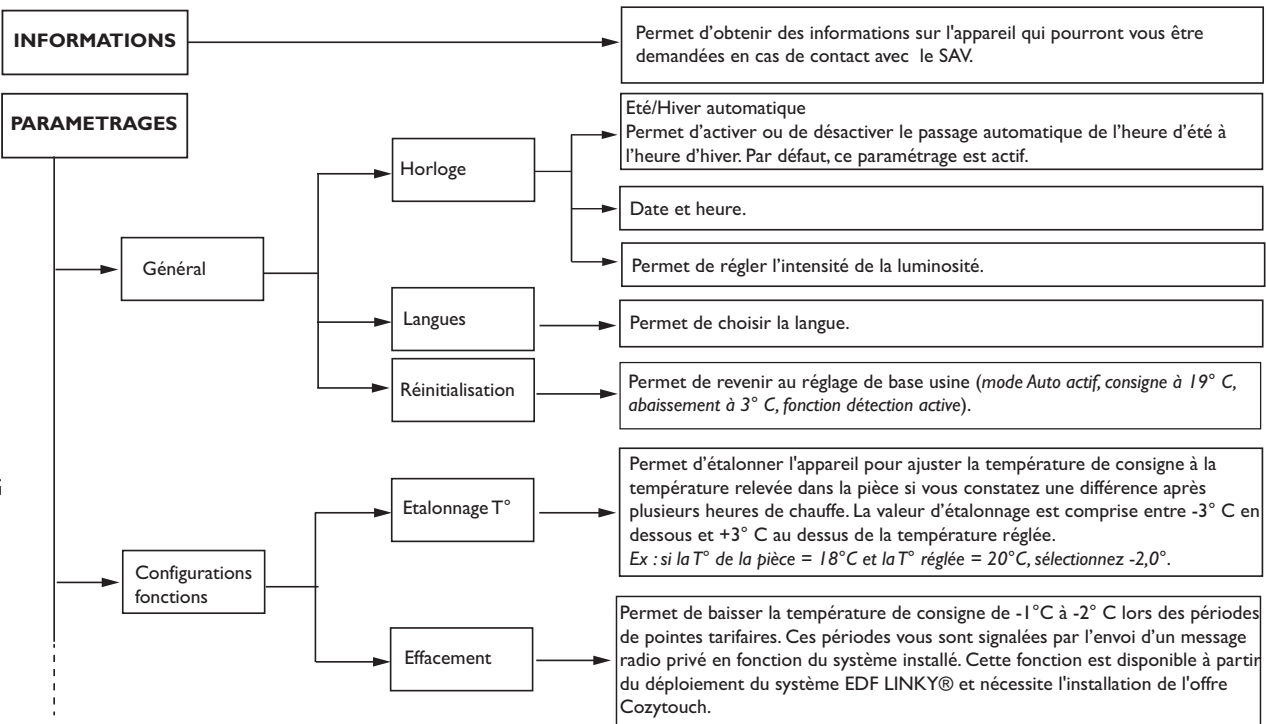 INFORMATIONS
Permet d’obtenir des informations sur l'appareil qui pourront vous être
demandées en cas de contact avec le SAV.
PARAMETRAGES
Général
Horloge
Eté/Hiver automatique
Permet d’activer ou de désactiver le passage automatique de l’heure d’été à
l’heure d’hiver. Par défaut, ce paramétrage est actif.
Date et heure.
Permet de régler l’intensité de la luminosité.
Langues
Permet de choisir la langue.
Réinitialisation
Permet de revenir au réglage de base usine (mode Auto actif, consigne à 19° C,
abaissement à 3° C, fonction détection active).
Configurations
fonctions
Etalonnage T°
Permet d’étalonner l'appareil pour ajuster la température de consigne à la
température relevée dans la pièce si vous constatez une différence après
plusieurs heures de chauffe. La valeur d’étalonnage est comprise entre -3° C en
dessous et +3° C au dessus de la température réglée.
Ex : si la T° de la pièce = 18°C et la T° réglée = 20°C, sélectionnez -2,0°.
Effacement
Permet de baisser la température de consigne de -1°C à -2° C lors des périodes
de pointes tarifaires. Ces périodes vous sont signalées par l’envoi d’un message
radio privé en fonction du système installé. Cette fonction est disponible à partir
du déploiement du système EDF LINKY® et nécessite l'installation de l'offre
Cozytouch.